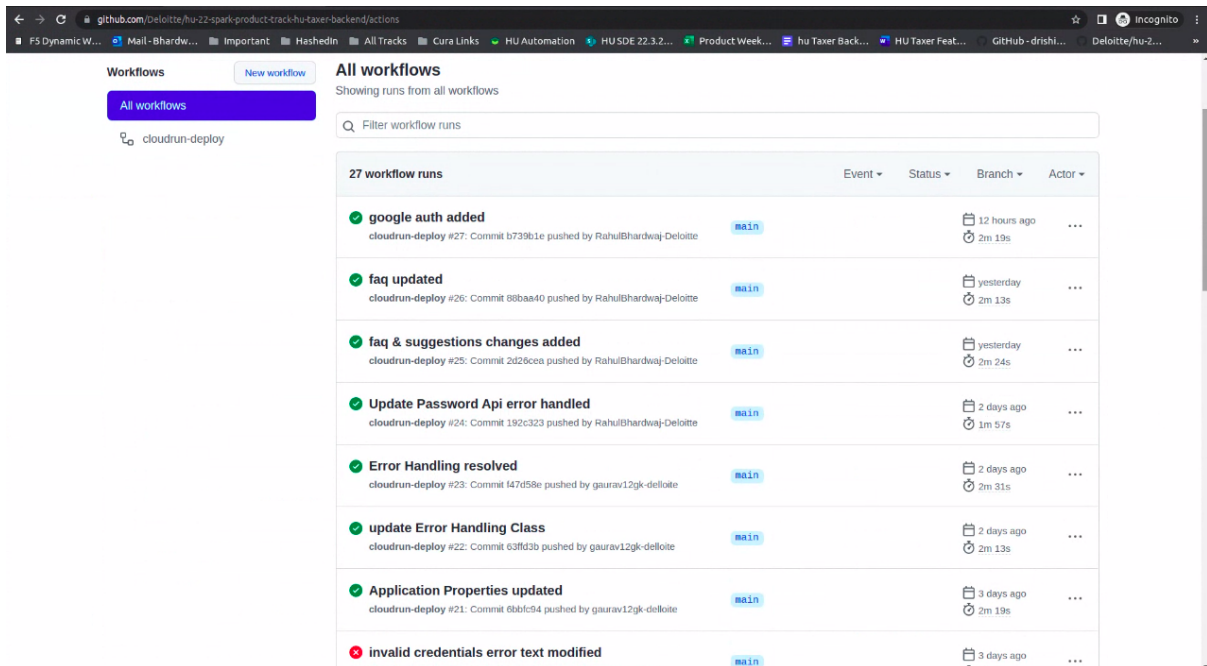 github.com/Deloitte/hu-22-spark-product-track-hu-taxer-backend/actions
Incognito
F5 Dynamic W...
Mail - Bhardw...
Important
HashedIn
All Tracks
Cura Links
HU Automation
HU SDE 22.3.2...
Product Week...
hu Taxer Back...
HU Taxer Feat...
GitHub - drishi...
Deloitte/hu-2...
»
Workflows
New workflow
All workflows
cloudrun-deploy
All workflows
Showing runs from all workflows
Filter workflow runs
27 workflow runs
Event
Status
Branch
Actor
google auth added
cloudrun-deploy #27: Commit b739b1e pushed by RahulBhardwaj-Deloitte
main
12 hours ago
2m 19s
faq updated
cloudrun-deploy #26: Commit 88baa40 pushed by RahulBhardwaj-Deloitte
main
yesterday
2m 13s
faq & suggestions changes added
cloudrun-deploy #25: Commit 2d26cea pushed by RahulBhardwaj-Deloitte
main
yesterday
2m 24s
Update Password Api error handled
cloudrun-deploy #24: Commit 192c323 pushed by RahulBhardwaj-Deloitte
main
2 days ago
1m 57s
Error Handling resolved
cloudrun-deploy #23: Commit f47d58e pushed by gaurav12gk-delloite
main
2 days ago
2m 31s
update Error Handling Class
cloudrun-deploy #22: Commit 63ffd3b pushed by gaurav12gk-delloite
main
2 days ago
2m 13s
Application Properties updated
cloudrun-deploy #21: Commit 6bbfc94 pushed by gaurav12gk-delloite
main
3 days ago
2m 19s
invalid credentials error text modified
main
3 days ago